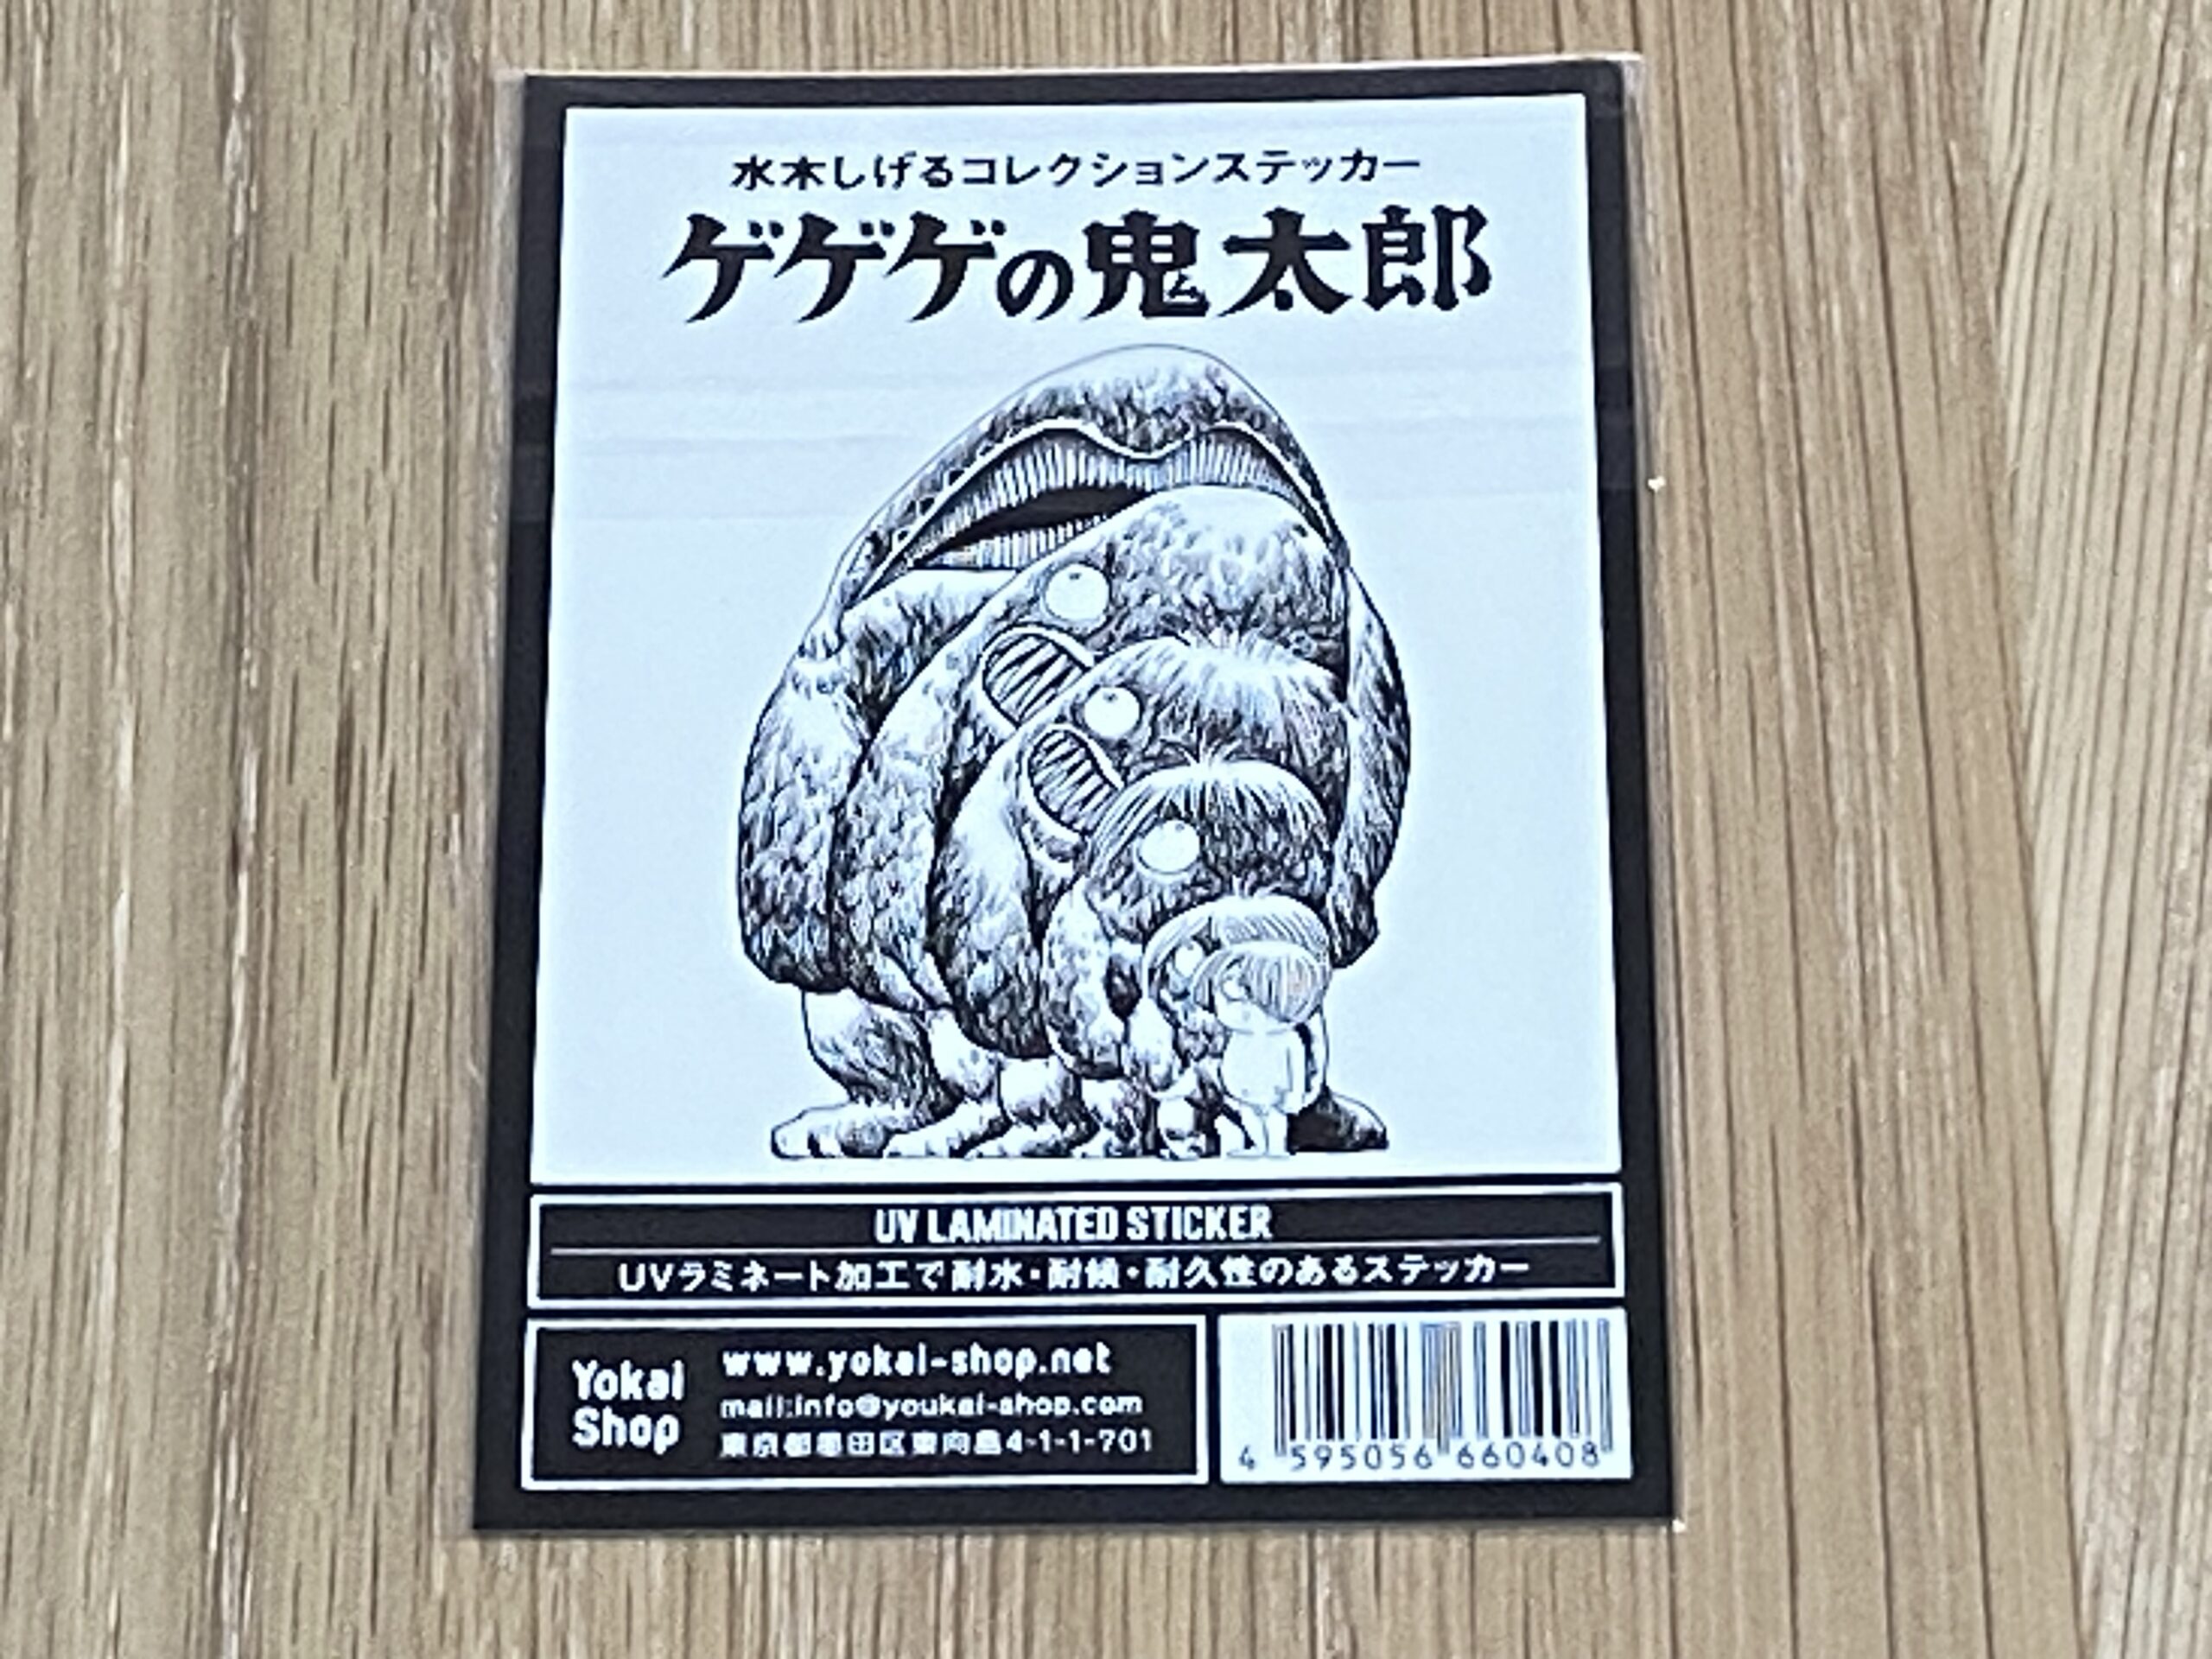 水木しげるコレクションステッカー
ゲゲゲの鬼太郎
UV LAMINATED STICKER
UVラミネート加工で耐水・耐候・耐久性のあるステッカー
Yokai
Shop
www.yokai-shop.net
mail:info@youkai-shop.com
東京都墨田区東向島4-1-1-701
4 595056 660408